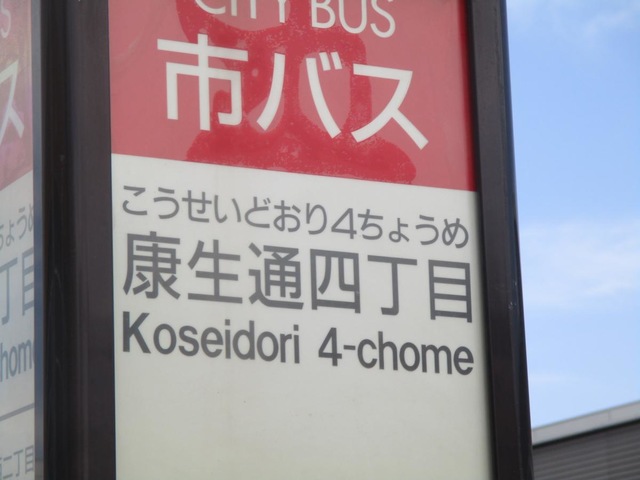 CITY BUS
市バス
こうせいどおり4ちょうめ
康生通四丁目
Koseidori 4-chome